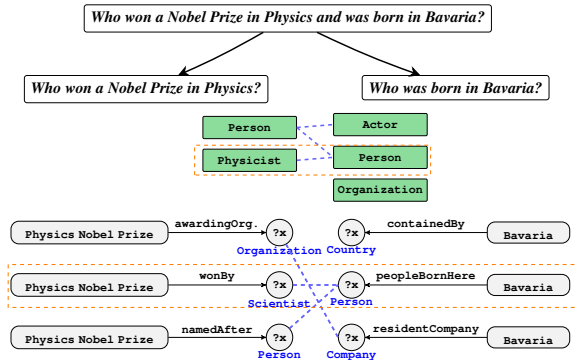 Who won a Nobel Prize in Physics and was born in Bavaria?
Who won a Nobel Prize in Physics? Who was born in Bavaria?
Person Actor
Physicist Person
Organization
Physics Nobel Prize awardingOrg. ?x ?x containedBy Bavaria
Organization Country
Physics Nobel Prize wonBy ?x ?x peopleBornHere Bavaria
Scientist Person
Physics Nobel Prize namedAfter ?x ?x residentCompany Bavaria
Person Company